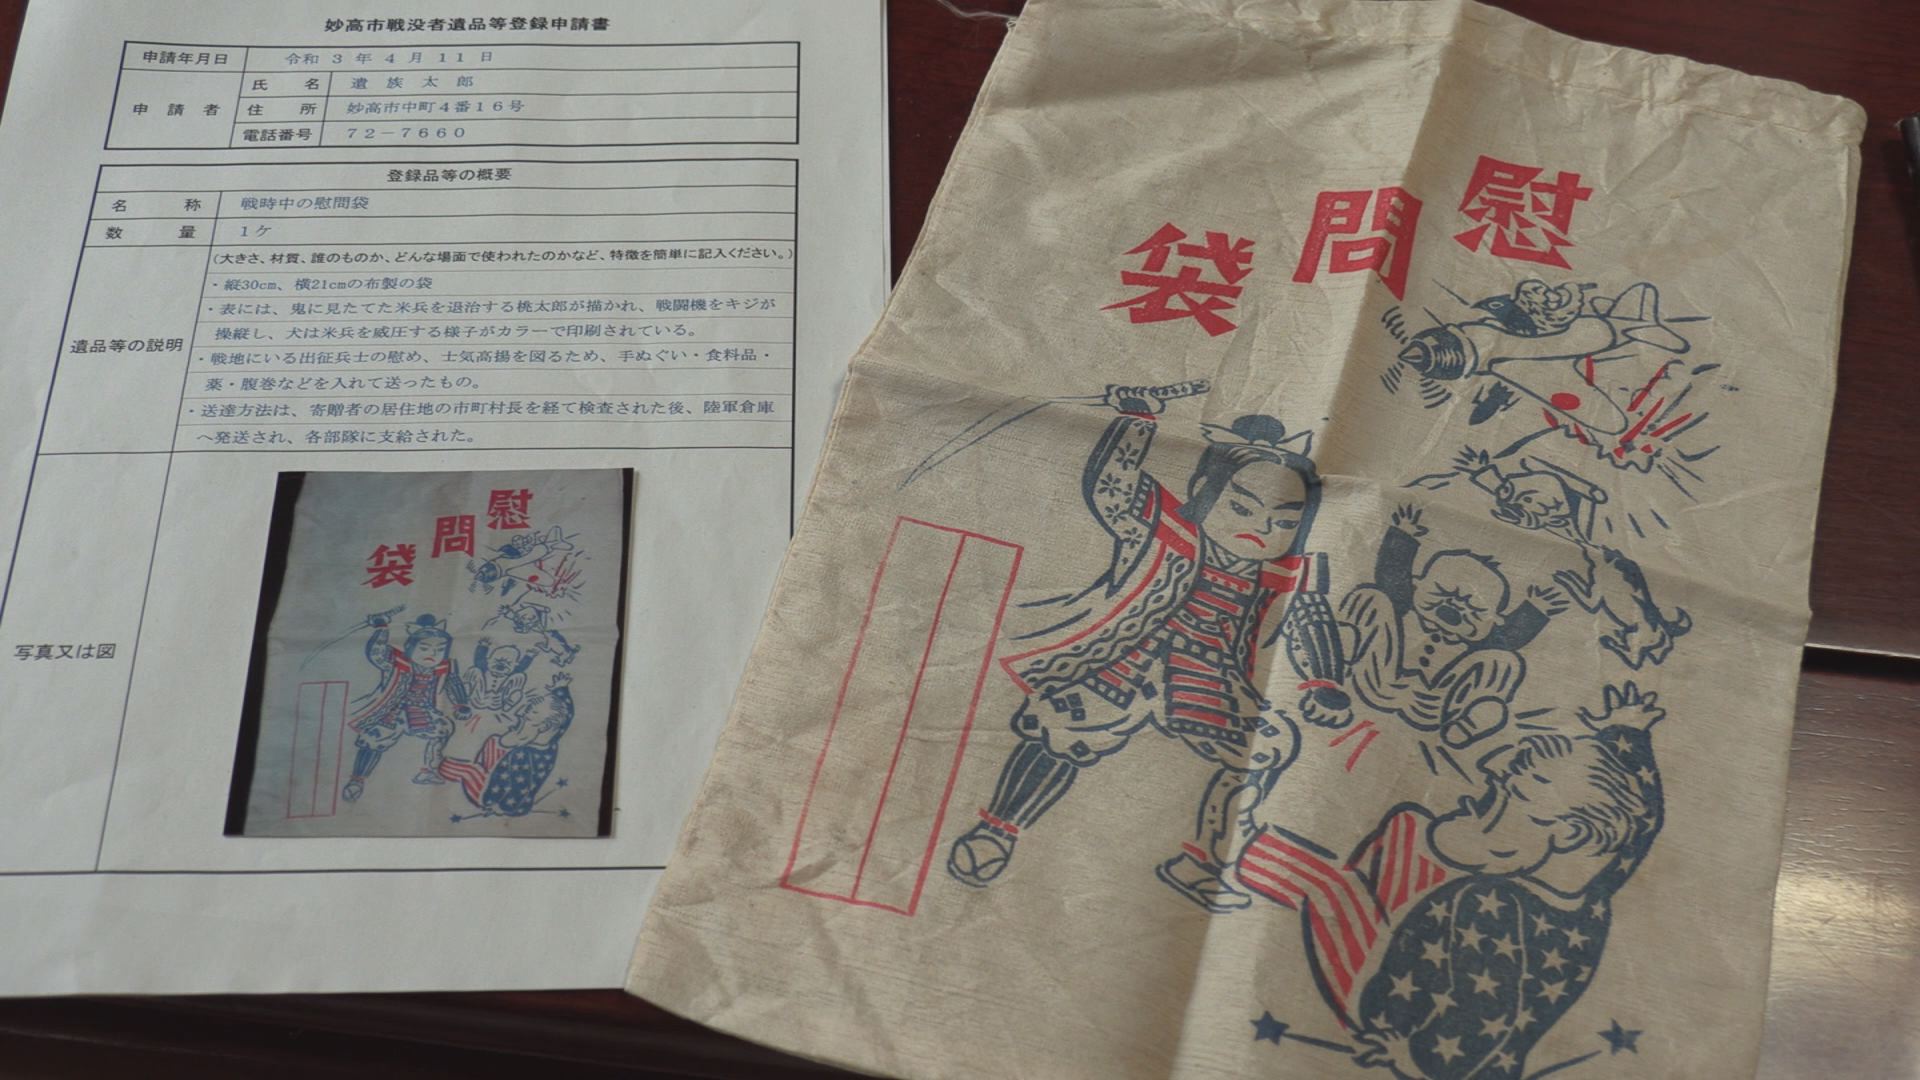 妙高市戦没者遺品等登録申請書
申請年月日 令和 3 年 4 月 11 日
申請者 氏名 遺族太郎
住所 妙高市中町4番16号
電話番号 72-7660
登録品等の概要
名称 戦時中の慰問袋
数量 1ケ
遺品等の説明 (大きさ、材質、誰のものか、どんな場面で使われたのかなど、特徴を簡単に記入ください。)
・縦30cm、横21cmの布製の袋
・表には、鬼に見たてた米兵を退治する桃太郎が描かれ、戦闘機をキジが
操縦し、犬は米兵を威圧する様子がカラーで印刷されている。
・戦地にいる出征兵士の慰め、士気高揚を図るため、手ぬぐい・食料品・
薬・腹巻などを入れて送ったもの。
・送達方法は、寄贈者の居住地の市町村長を経て検査された後、陸軍倉庫
へ発送され、各部隊に支給された。
写真又は図
慰問袋
慰問袋